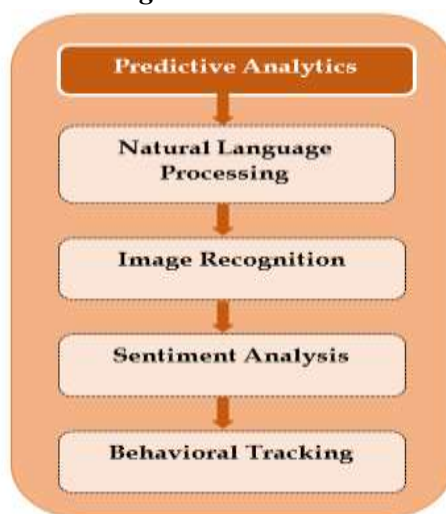 Predictive Analytics
Natural Language
Processing
Image Recognition
Sentiment Analysis
Behavioral Tracking